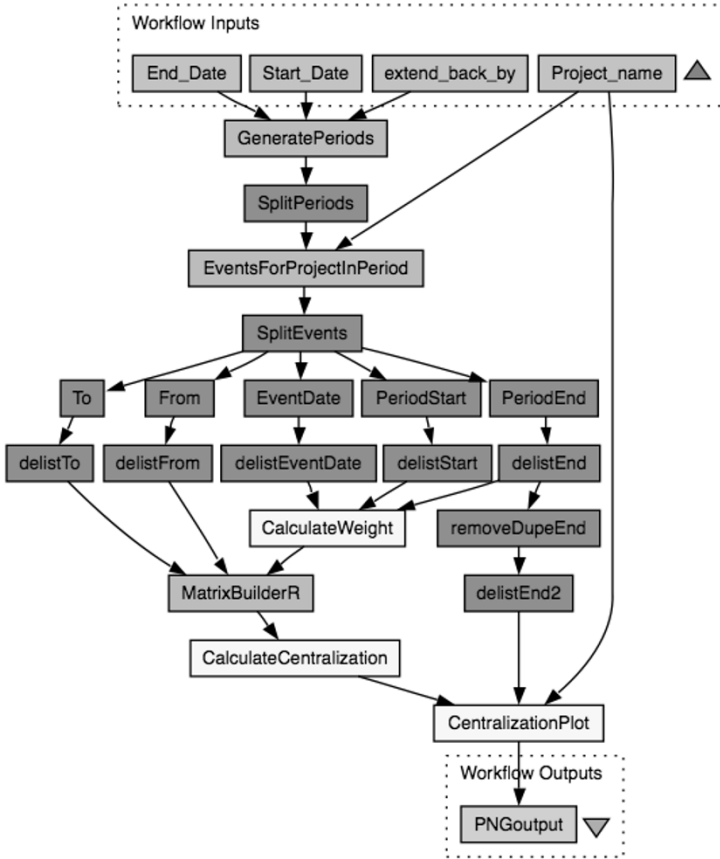 Workflow Inputs
End_Date
Start_Date
extend_back_by
Project_name
GeneratePeriods
SplitPeriods
EventsForProjectInPeriod
SplitEvents
To
From
EventDate
PeriodStart
PeriodEnd
delistTo
delistFrom
delistEventDate
delistStart
delistEnd
CalculateWeight
removeDupeEnd
MatrixBuilderR
delistEnd2
CalculateCentralization
CentralizationPlot
Workflow Outputs
PNGoutput